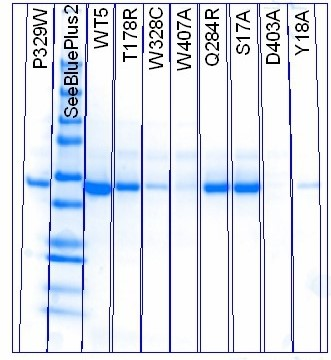 P329W
SeeBluePlus2
WT5
T178R
W328C
W407A
Q284R
S17A
D403A
Y18A